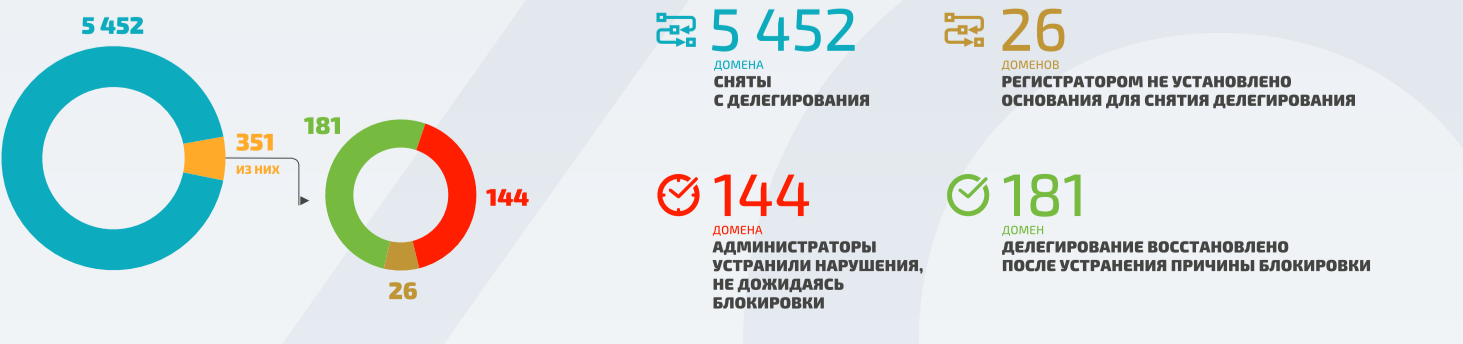 5 452
351
ИЗ НИХ
181
144
26
5 452
ДОМЕНА
СНЯТЫ
С ДЕЛЕГИРОВАНИЯ
26
ДОМЕНОВ
РЕГИСТРАТОРОМ НЕ УСТАНОВЛЕНО
ОСНОВАНИЯ ДЛЯ СНЯТИЯ ДЕЛЕГИРОВАНИЯ
144
ДОМЕНА
АДМИНИСТРАТОРЫ
УСТРАНИЛИ НАРУШЕНИЯ,
НЕ ДОЖИДАЯСЬ
БЛОКИРОВКИ
181
ДОМЕН
ДЕЛЕГИРОВАНИЕ ВОССТАНОВЛЕНО
ПОСЛЕ УСТРАНЕНИЯ ПРИЧИНЫ БЛОКИРОВКИ